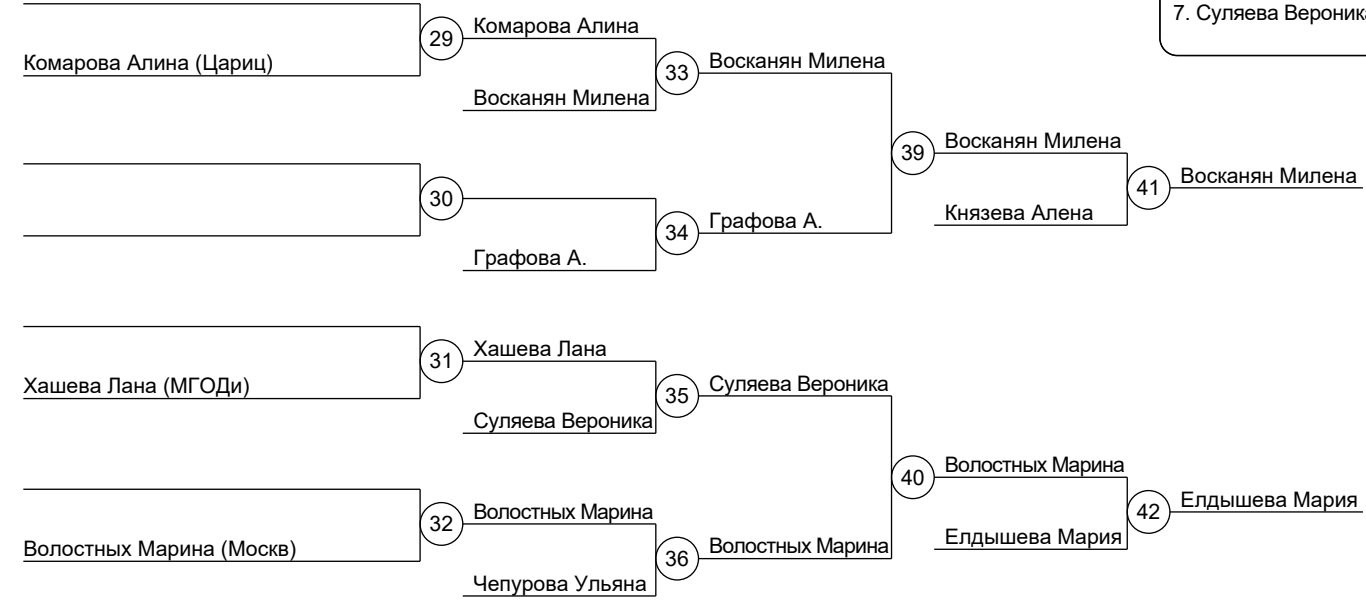 7. Суляева Вероника
29
Комарова Алина
Комарова Алина (Цариц)
Восканян Милена
33
Восканян Милена
30
Графова А.
34
Графова А.
39
Восканян Милена
Князева Алена
41
Восканян Милена
31
Хашева Лана
Хашева Лана (МГОДи)
Суляева Вероника
35
Суляева Вероника
32
Волостных Марина
Волостных Марина (Москв)
Чепурова Ульяна
36
Волостных Марина
40
Волостных Марина
Елдышева Мария
42
Елдышева Мария